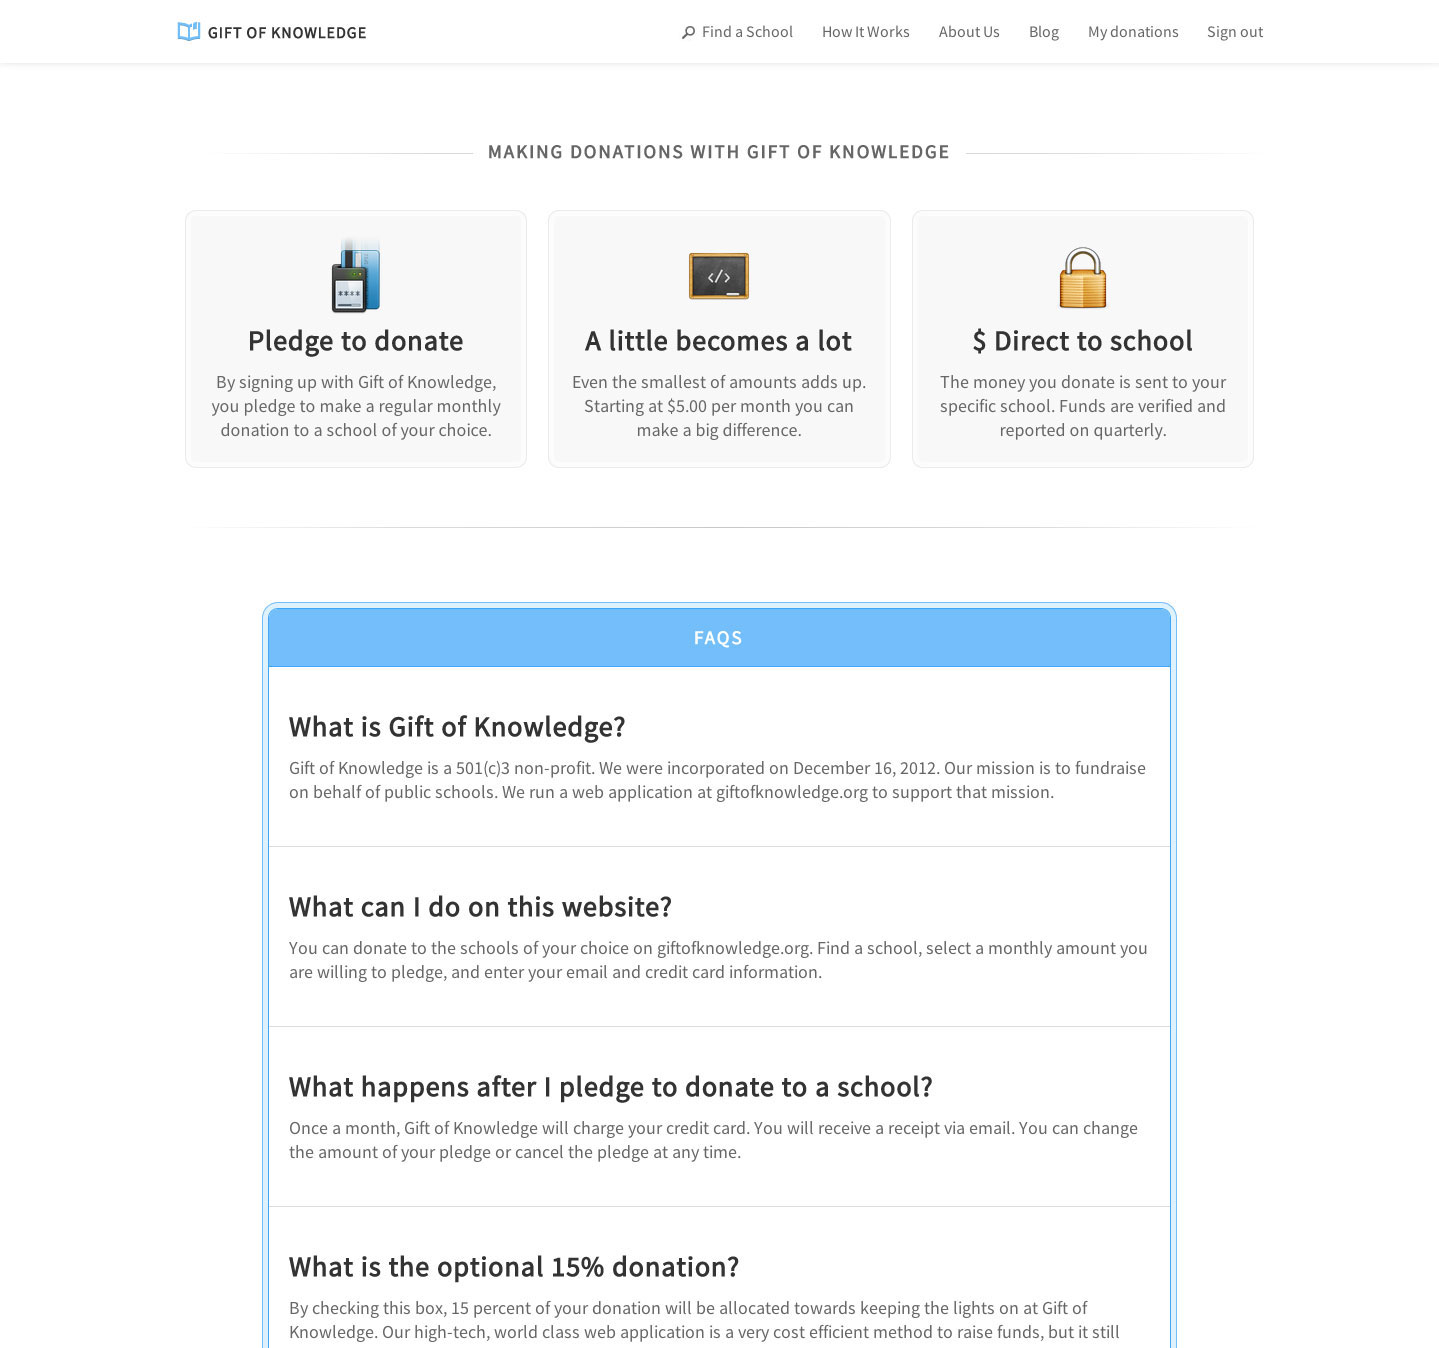 GIFT OF KNOWLEDGE
Find a School
How It Works
About Us
Blog
My donations
Sign out
MAKING DONATIONS WITH GIFT OF KNOWLEDGE
****
Pledge to donate
By signing up with Gift of Knowledge,
you pledge to make a regular monthly
donation to a school of your choice.
</>
A little becomes a lot
Even the smallest of amounts adds up.
Starting at $5.00 per month you can
make a big difference.
$ Direct to school
The money you donate is sent to your
specific school. Funds are verified and
reported on quarterly.
FAQS
What is Gift of Knowledge?
Gift of Knowledge is a 501(c)3 non-profit. We were incorporated on December 16, 2012. Our mission is to fundraise
on behalf of public schools. We run a web application at giftofknowledge.org to support that mission.
What can I do on this website?
You can donate to the schools of your choice on giftofknowledge.org. Find a school, select a monthly amount you
are willing to pledge, and enter your email and credit card information.
What happens after I pledge to donate to a school?
Once a month, Gift of Knowledge will charge your credit card. You will receive a receipt via email. You can change
the amount of your pledge or cancel the pledge at any time.
What is the optional 15% donation?
By checking this box, 15 percent of your donation will be allocated towards keeping the lights on at Gift of
Knowledge. Our high-tech, world class web application is a very cost efficient method to raise funds, but it still